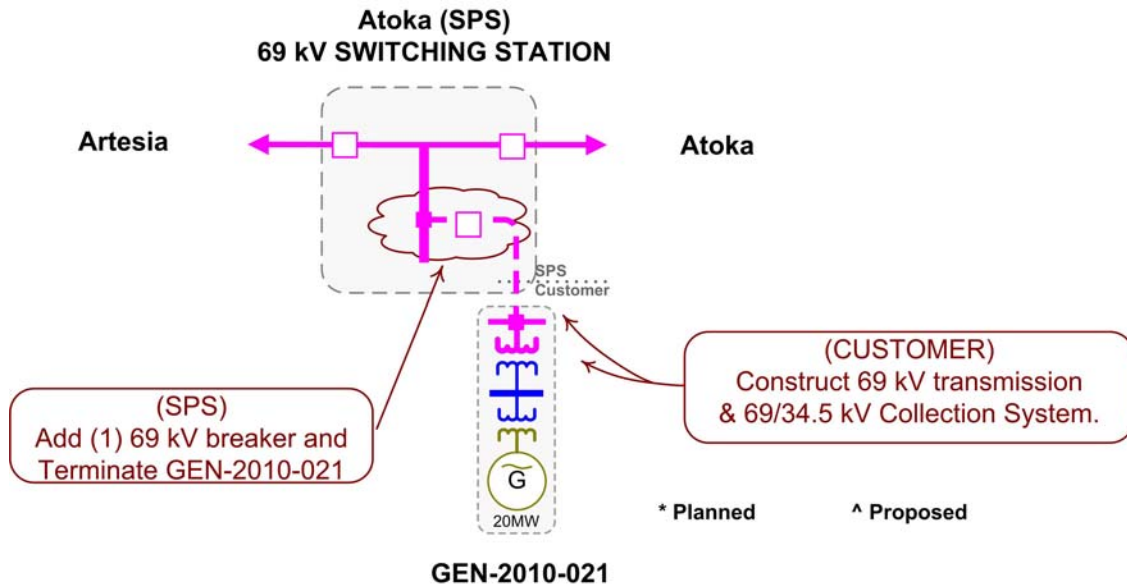 Atoka (SPS)
69 kV SWITCHING STATION
Artesia
Atoka
SPS
Customer
(CUSTOMER)
Construct 69 kV transmission
& 69/34.5 kV Collection System.
(SPS)
Add (1) 69 kV breaker and
Terminate GEN-2010-021
G
20MW
* Planned
^ Proposed
GEN-2010-021